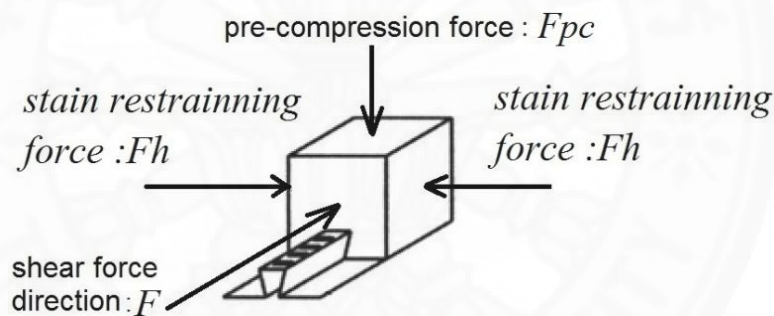 pre-compression force : Fpc
stain restrainning
force :Fh
stain restrainning
force :Fh
shear force
direction : F